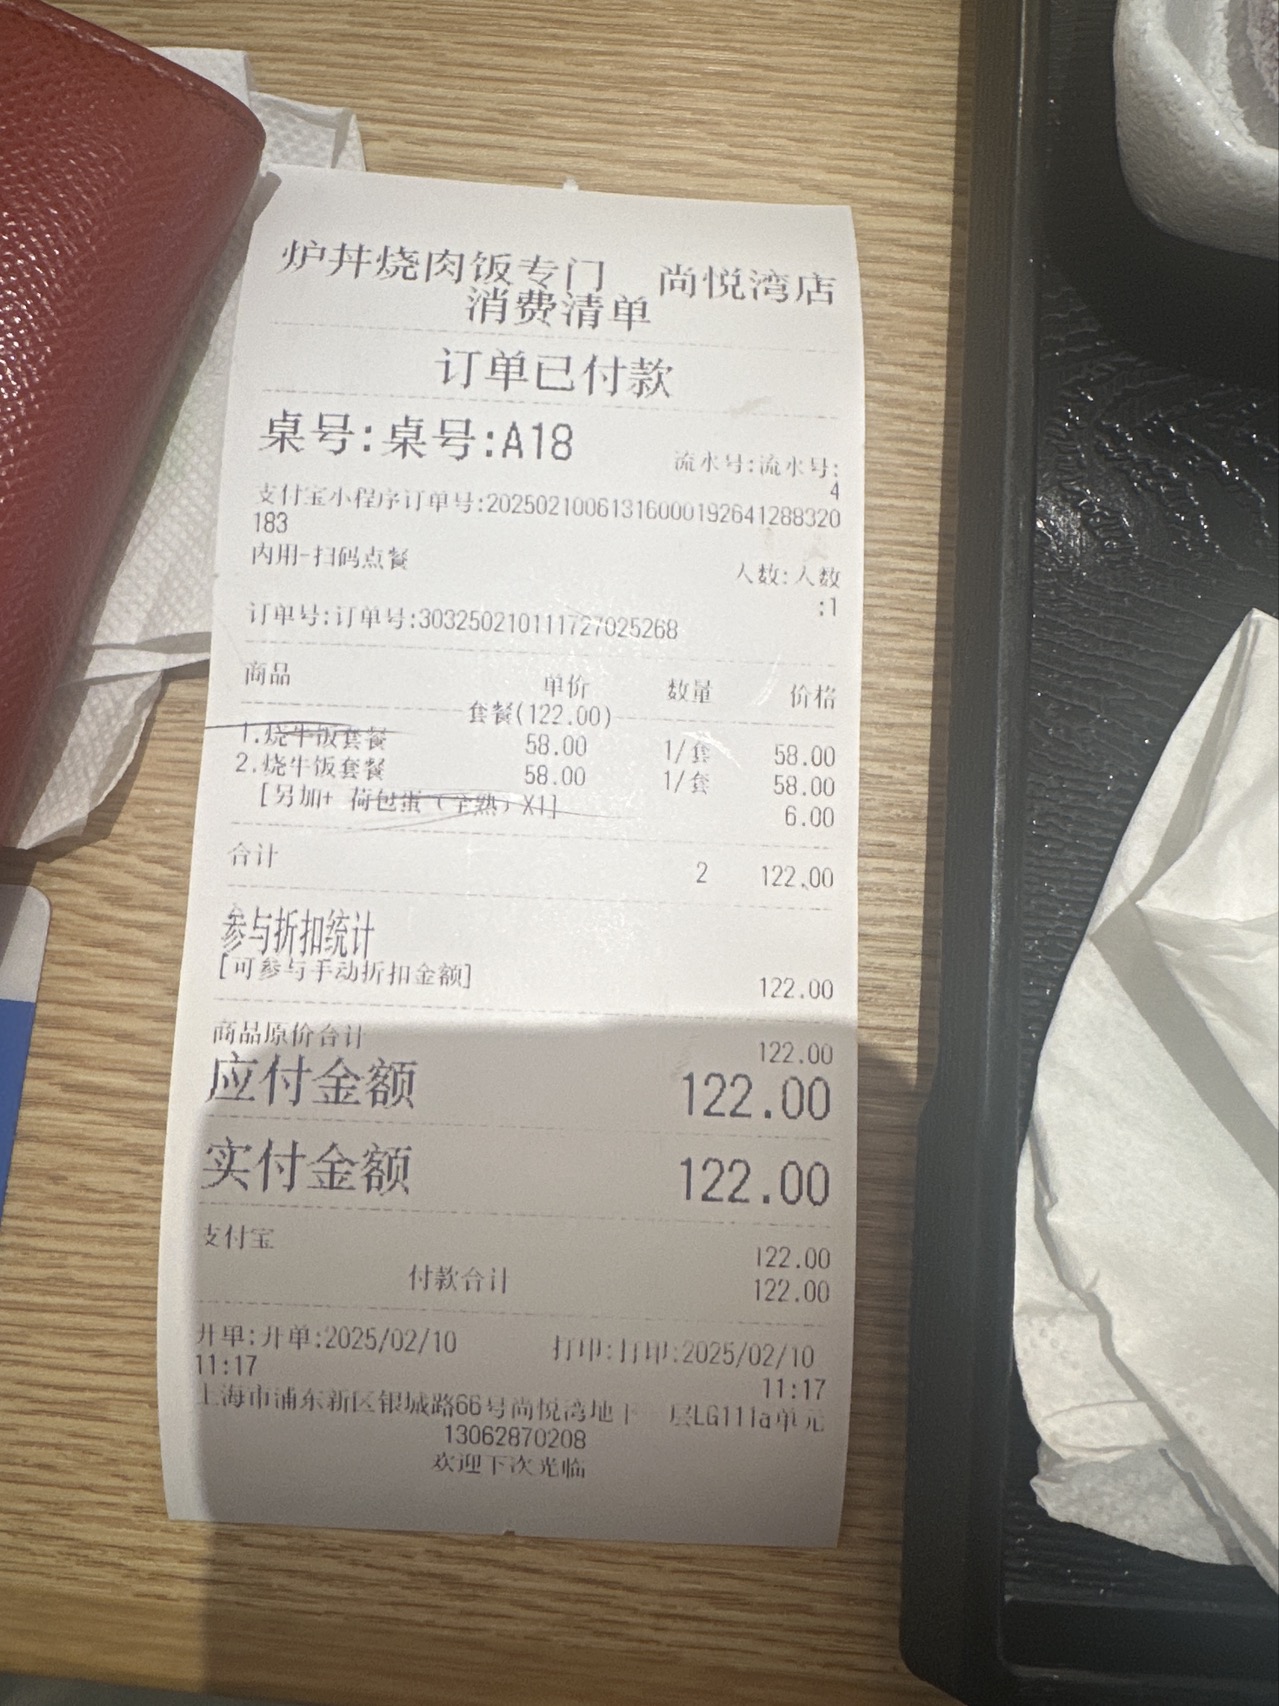 炉丼烧肉饭专门 尚悦湾店
消费清单
订单已付款
桌号:桌号:A18
流水号:流水号:
4
支付宝小程序订单号:202502100613160000192641288320
183
内用-扫码点餐
人数:人数
:1
订单号:订单号:303250210111727025268
商品 单价 数量 价格
套餐(122.00)
1.烧牛饭套餐 58.00 1/套 58.00
2.烧牛饭套餐 58.00 1/套 58.00
[另加+ 荷包蛋(全熟)X1] 6.00
合计 2 122.00
参与折扣统计
[可参与手动折扣金额] 122.00
商品原价合计 122.00
应付金额 122.00
实付金额 122.00
支付宝 122.00
付款合计 122.00
开单:开单:2025/02/10 打印:打印:2025/02/10
11:17 11:17
上海市浦东新区银城路66号尚悦湾地下 层LG111a单元
13062870208
欢迎下次光临